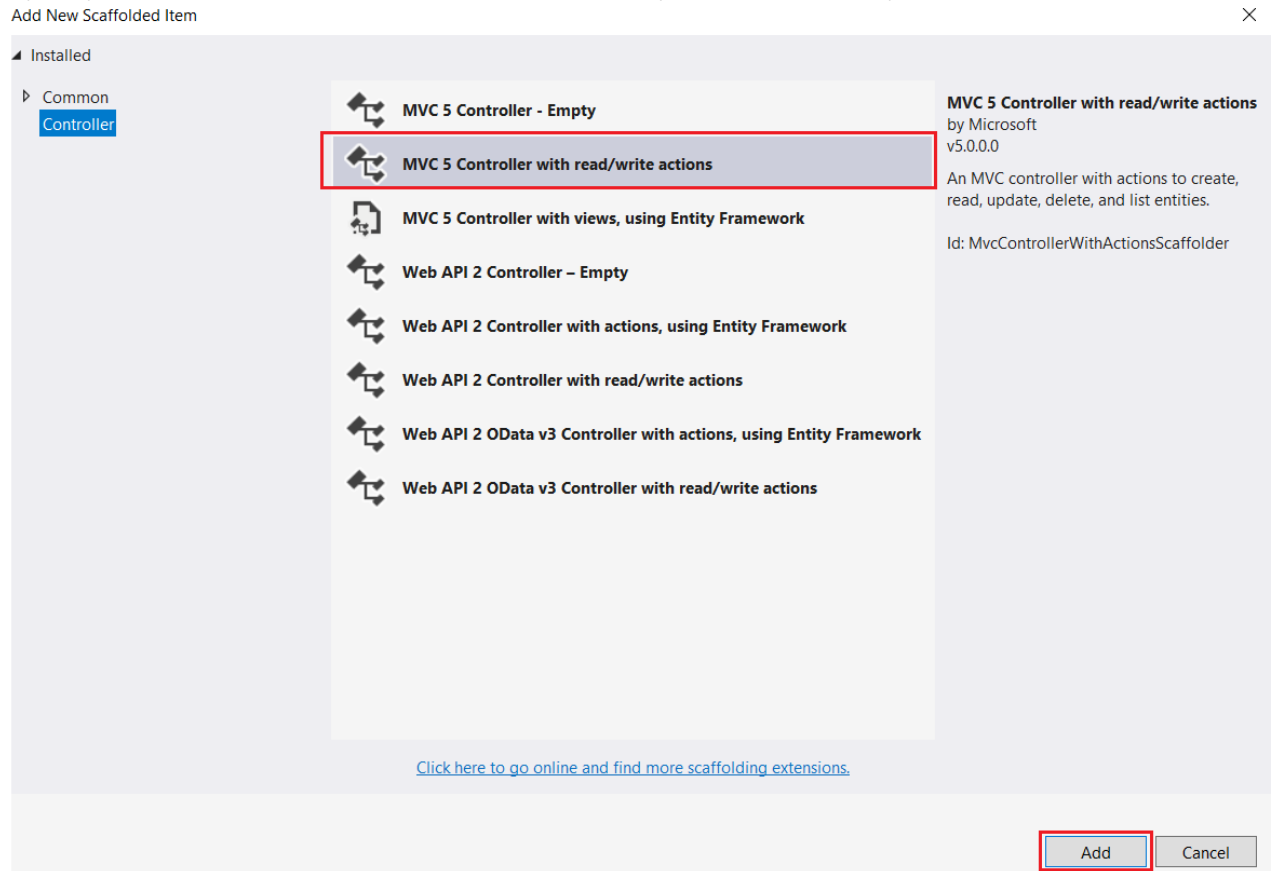 Add New Scaffolded Item
Installed
Common
Controller
MVC 5 Controller - Empty
MVC 5 Controller with read/write actions
MVC 5 Controller with views, using Entity Framework
Web API 2 Controller – Empty
Web API 2 Controller with actions, using Entity Framework
Web API 2 Controller with read/write actions
Web API 2 OData v3 Controller with actions, using Entity Framework
Web API 2 OData v3 Controller with read/write actions
Click here to go online and find more scaffolding extensions.
MVC 5 Controller with read/write actions
by Microsoft
v5.0.0.0
An MVC controller with actions to create,
read, update, delete, and list entities.
Id: MvcControllerWithActionsScaffolder
Add
Cancel